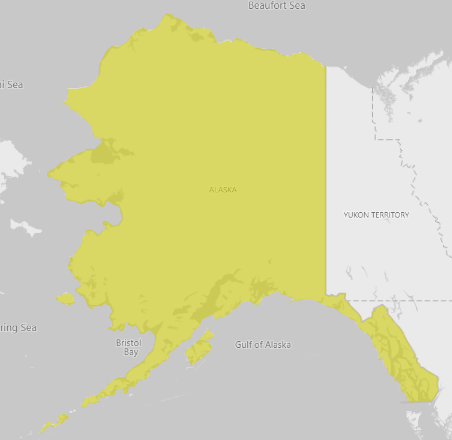 Beaufort Sea
i Sea
ALASKA
YUKON TERRITORY
ring Sea
Bristol
Bay
Gulf of Alaska